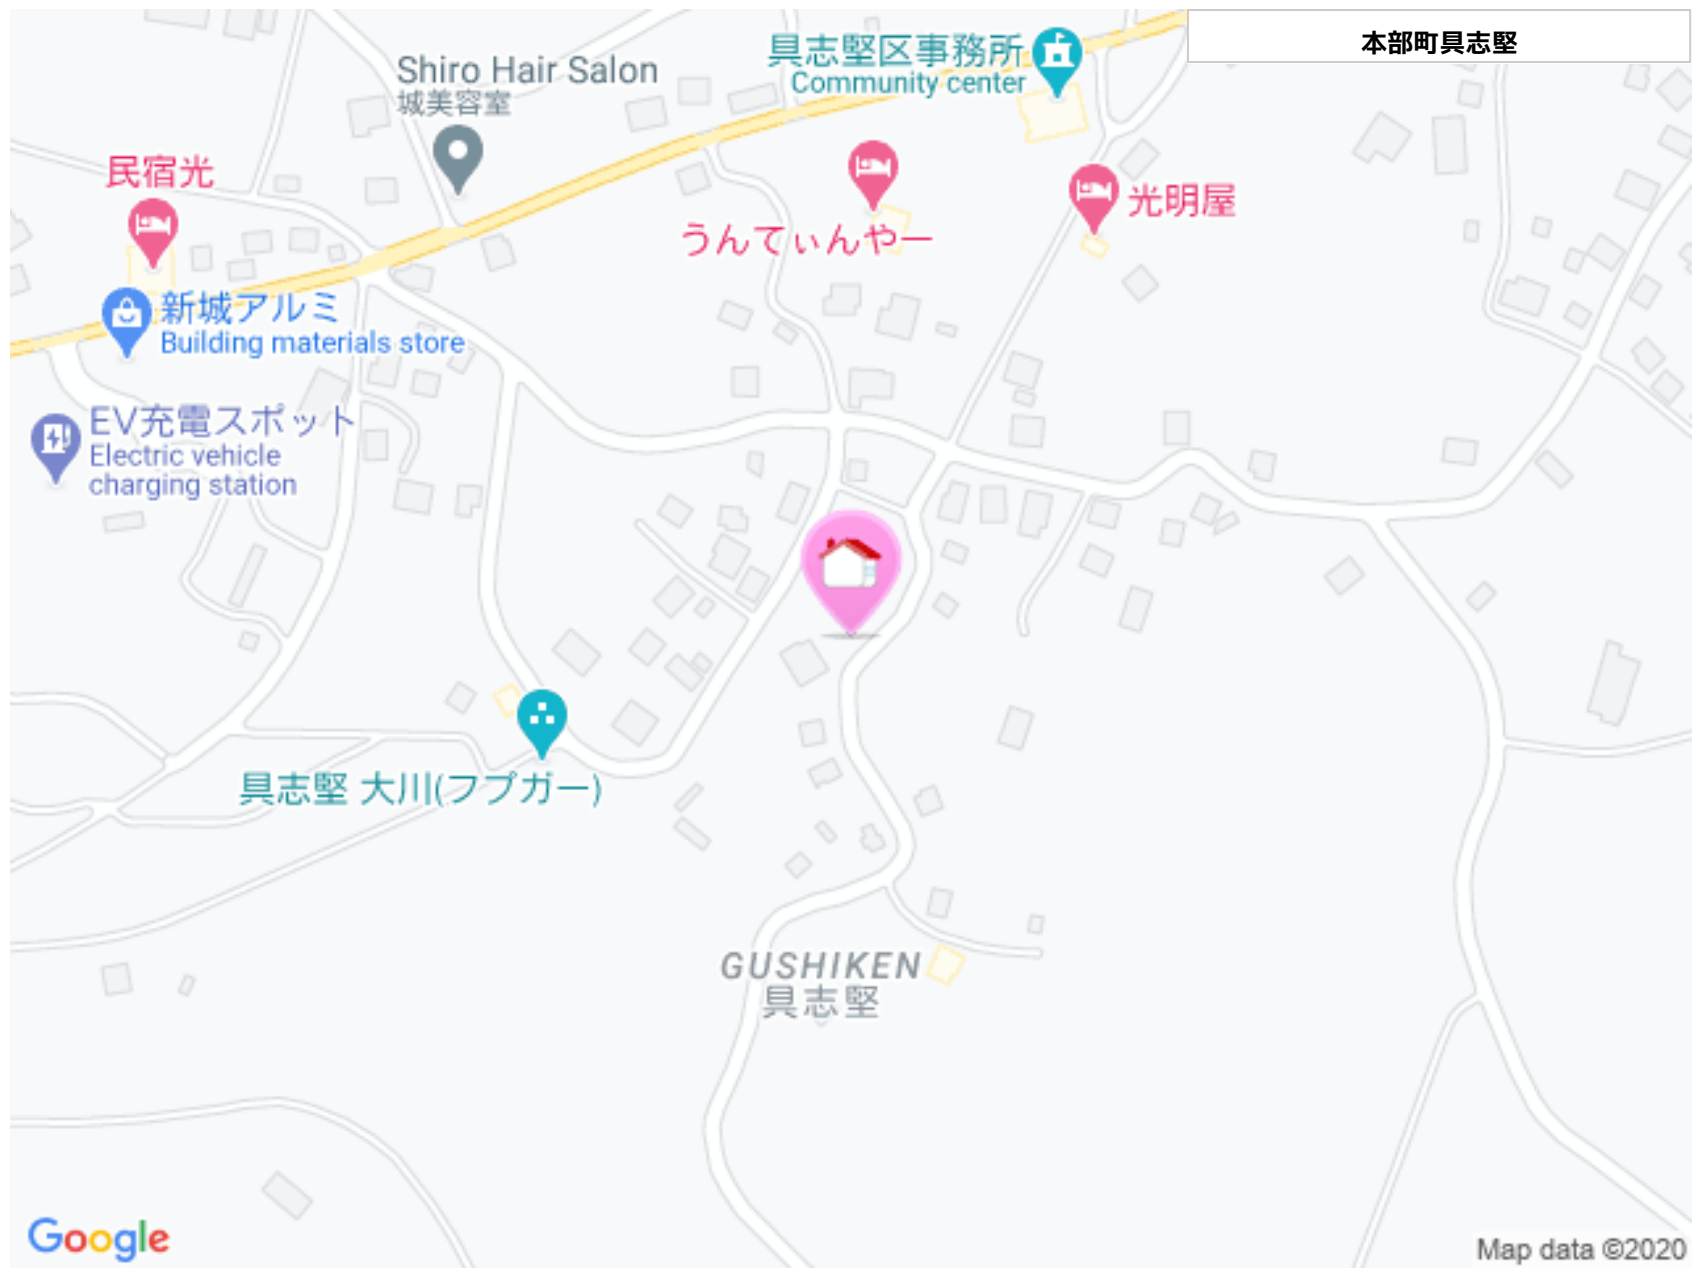 本部町具志堅
具志堅区事務所
Community center
Shiro Hair Salon
城美容室
民宿光
光明屋
うんてぃんやー
新城アルミ
Building materials store
EV充電スポット
Electric vehicle
charging station
具志堅 大川(フプガー)
GUSHIKEN
具志堅
Google
Map data ©2020